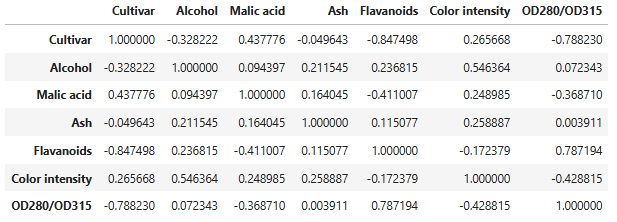 Cultivar Alcohol Malic acid Ash Flavanoids Color intensity OD280/OD315
Cultivar 1.000000 -0.328222 0.437776 -0.049643 -0.847498 0.265668 -0.788230
Alcohol -0.328222 1.000000 0.094397 0.211545 0.236815 0.546364 0.072343
Malic acid 0.437776 0.094397 1.000000 0.164045 -0.411007 0.248985 -0.368710
Ash -0.049643 0.211545 0.164045 1.000000 0.115077 0.258887 0.003911
Flavanoids -0.847498 0.236815 -0.411007 0.115077 1.000000 -0.172379 0.787194
Color intensity 0.265668 0.546364 0.248985 0.258887 -0.172379 1.000000 -0.428815
OD280/OD315 -0.788230 0.072343 -0.368710 0.003911 0.787194 -0.428815 1.000000